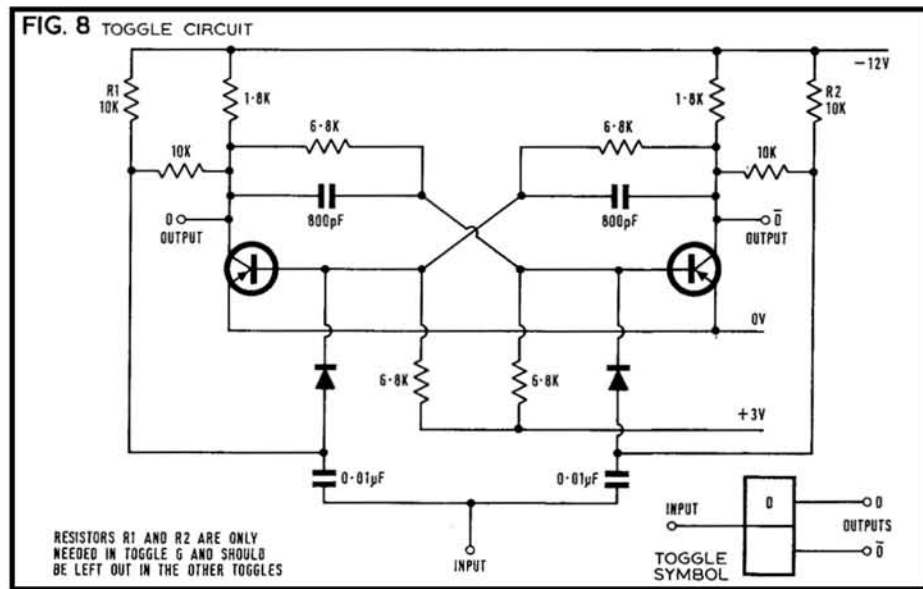 FIG. 8 TOGGLE CIRCUIT
-12V
R1
10K
1·8K
1·8K
R2
10K
6·8K
6·8K
10K
10K
800pF
800pF
0
OUTPUT
0̅
OUTPUT
0V
6·8K
6·8K
+3V
0·01µF
0·01µF
INPUT
RESISTORS R1 AND R2 ARE ONLY
NEEDED IN TOGGLE G AND SHOULD
BE LEFT OUT IN THE OTHER TOGGLES
INPUT
0
0
OUTPUTS
0̅
TOGGLE
SYMBOL